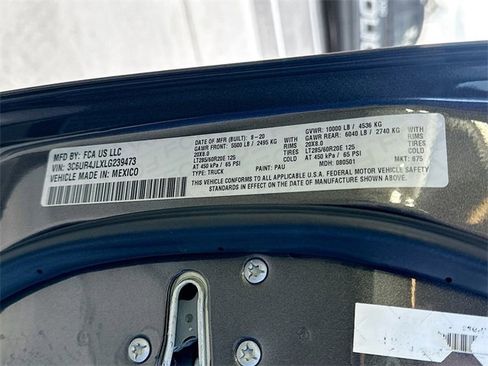 MFD BY: FCA US LLC
VIN: 3C6UR4JLXLG239473
VEHICLE MADE IN: MEXICO
DATE OF MFR (BUILT): 8-20
GAWR FRONT: 5500 LB / 2495 KG
20X8.0
LT285/60R20E 125
AT 450 kPa / 65 PSI
TYPE: TRUCK
PAINT: PAU
RIMS
TIRES
COLD
GVWR: 10000 LB / 4536 KG
GAWR REAR: 6040 LB / 2740 KG
20X8.0
LT285/60R20E 125
AT 450 kPa / 65 PSI
MDH: 080501
RIMS
TIRES
COLD
MKT: 875
THIS VEHICLE CONFORMS TO ALL APPLICABLE U.S.A. FEDERAL MOTOR VEHICLE SAFETY
STANDARDS IN EFFECT ON THE DATE OF MANUFACTURE SHOWN ABOVE.